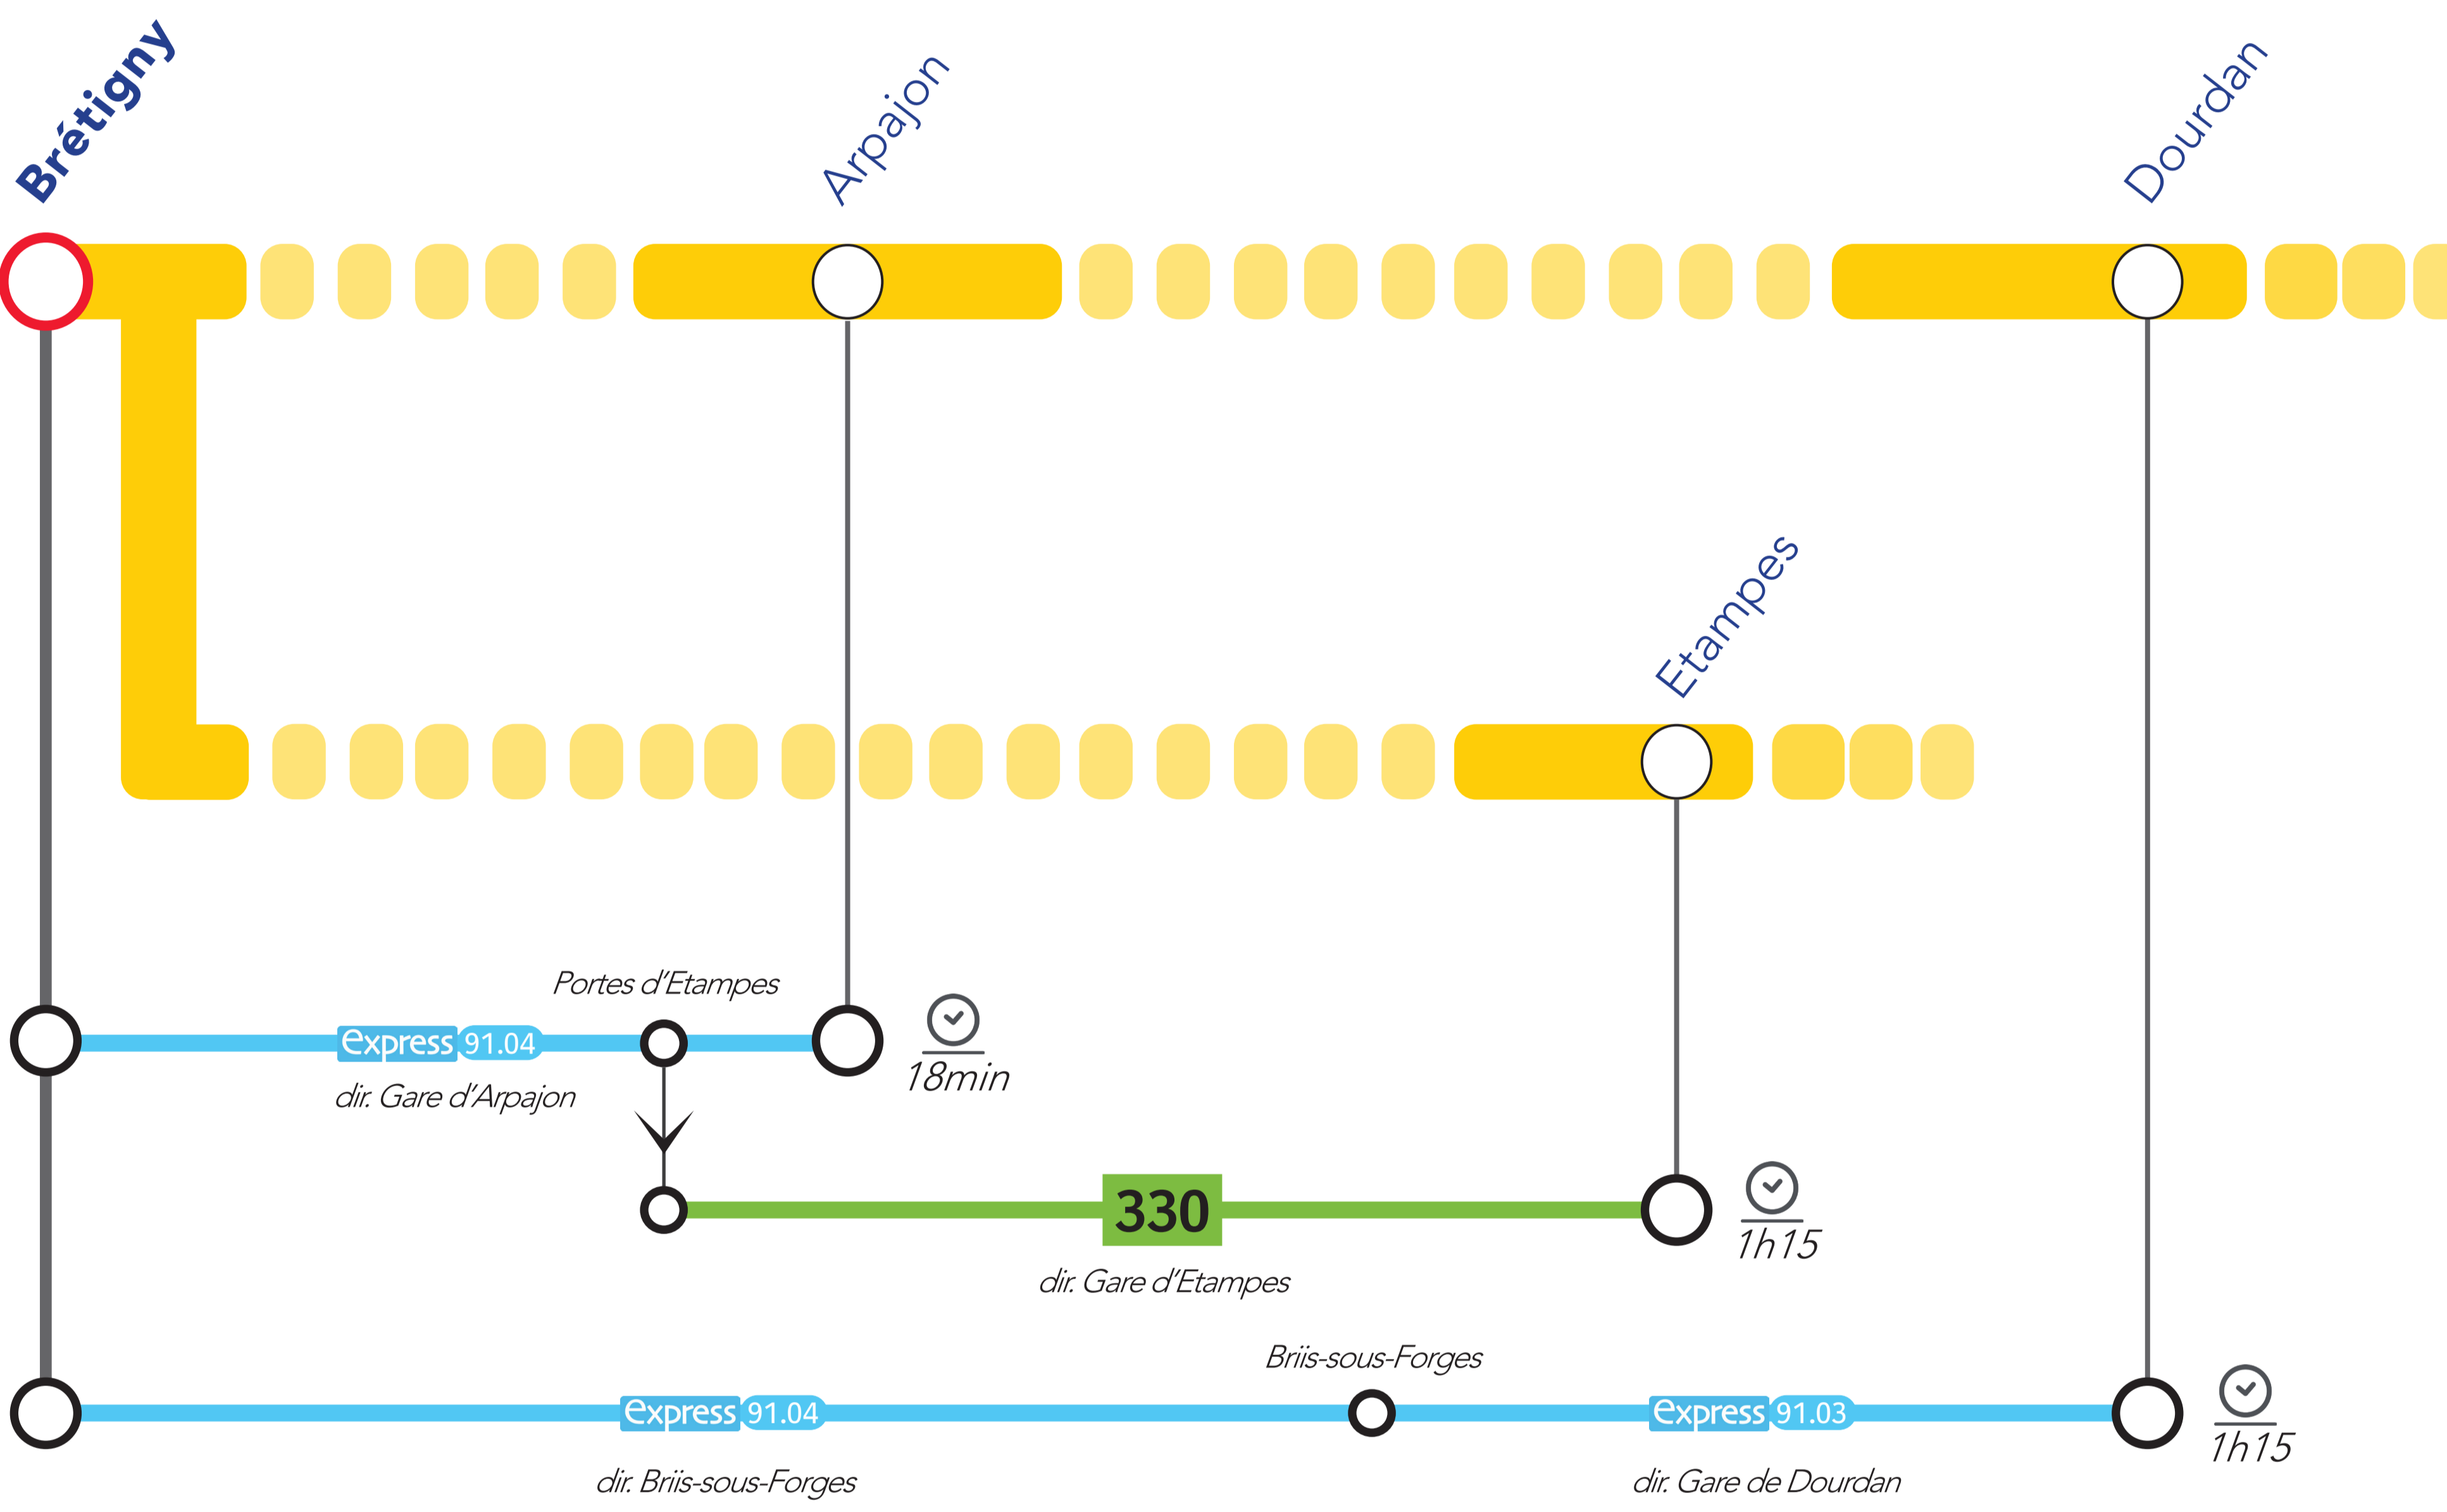 Brétigny
Arpajon
Dourdan
Etampes
Portes d'Etampes
express 91.04
dir. Gare d'Arpajon
18min
330
1h15
dir. Gare d'Etampes
Briis-sous-Forges
express 91.04
express 91.03
1h15
dir. Briis-sous-Forges
dir. Gare de Dourdan